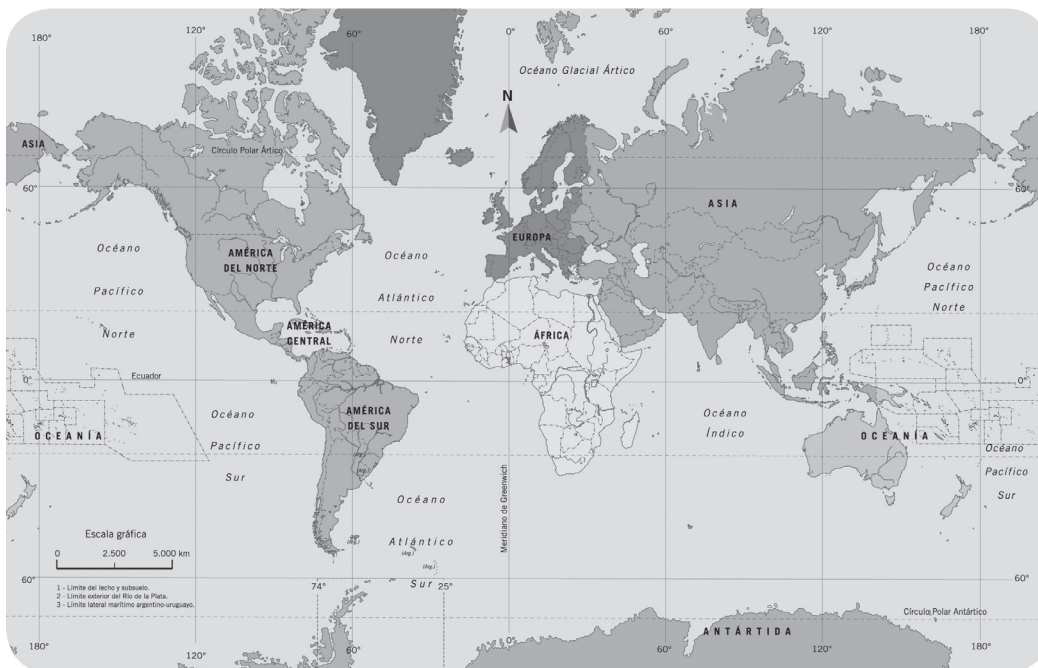 180°
120°
60°
0°
60°
120°
180°
Océano Glacial Ártico
N
ASIA
Círculo Polar Ártico
60°
60°
ASIA
EUROPA
Océano
Pacífico
Norte
AMÉRICA
DEL NORTE
Océano
Atlántico
Norte
Océano
Pacífico
Norte
AMÉRICA
CENTRAL
ÁFRICA
Ecuador
0°
0°
OCEANÍA
Océano
Pacífico
Sur
AMÉRICA
DEL SUR
Océano
Índico
OCEANÍA
Océano
Pacífico
Sur
(Arg.)
(Arg.)
Océano
Atlántico
Sur
(Arg.)
(Arg.)
(Arg.)
Meridiano de Greenwich
Escala gráfica
0 2.500 5.000 km
60°
74°
60°
25°
60°
1 - Límite del lecho y subsuelo.
2 - Límite exterior del Río de la Plata.
3 - Límite lateral marítimo argentino-uruguayo.
Círculo Polar Antártico
ANTÁRTIDA
180°
120°
0°
60°
120°
180°